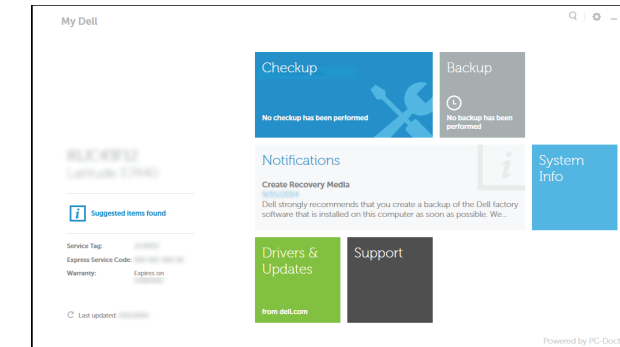 My Dell
Checkup
No checkup has been performed
Backup
No backup has been
performed
Notifications
Create Recovery Media
Dell strongly recommends that you create a backup of the Dell factory
software that is installed on this computer as soon as possible. We...
System
Info
Suggested items found
Service Tag:
Express Service Code:
Warranty:
Expires on
Last updated:
Drivers &
Updates
from dell.com
Support
Powered by PC-Doct